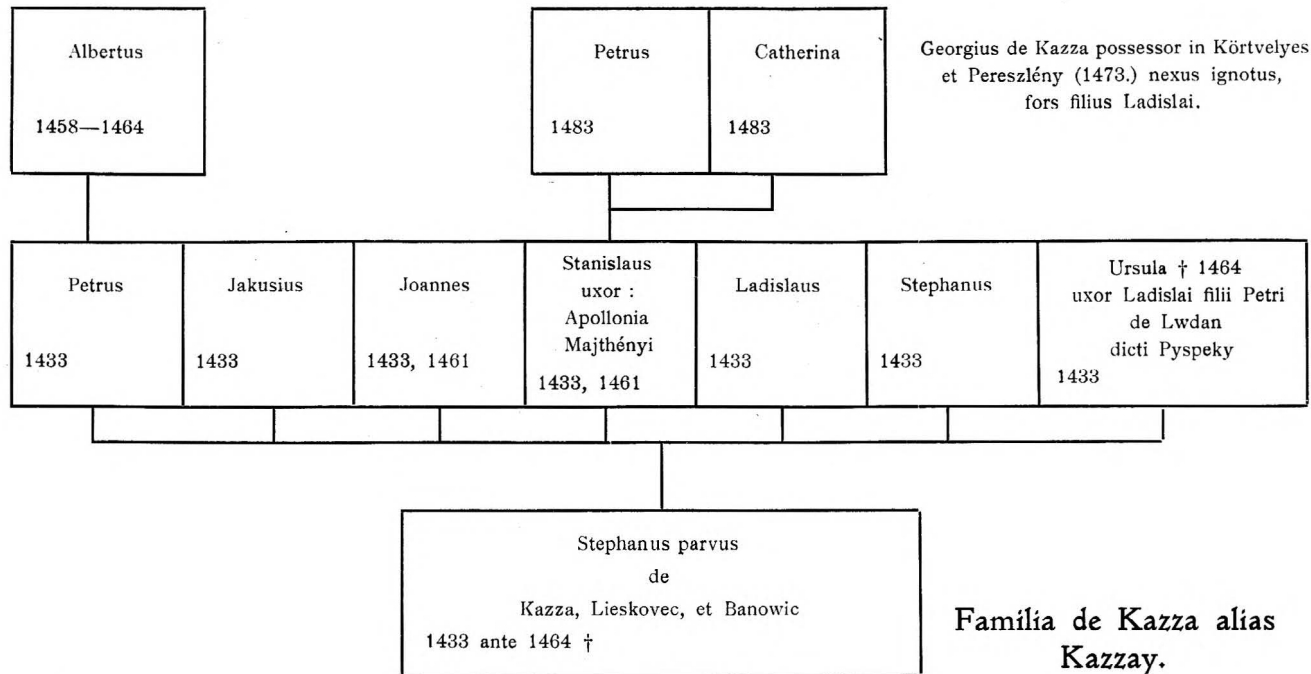 Albertus
1458—1464
Petrus
1483
Catherina
1483
Georgius de Kazza possessor in Körtvelyes
et Pereszlény (1473.) nexus ignotus,
fors filius Ladislai.
Petrus
1433
Jakusius
1433
Joannes
1433, 1461
Stanislaus
uxor :
Apollonia
Majthényi
1433, 1461
Ladislaus
1433
Stephanus
1433
Ursula † 1464
uxor Ladislai filii Petri
de Lwdan
dicti Pyspeky
1433
Stephanus parvus
de
Kazza, Lieskovec, et Banowic
1433 ante 1464 †
Familia de Kazza alias
Kazzay.